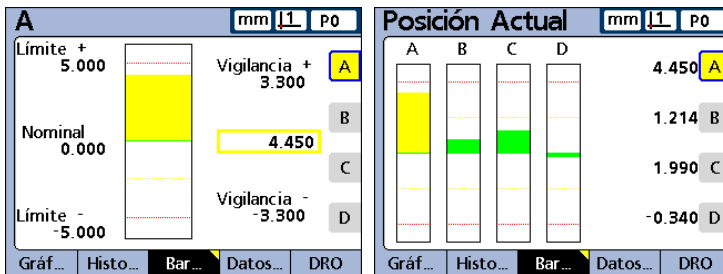 A mm 1 P0
Límite +
5.000
Vigilancia +
3.300
A
B
Nominal
0.000
4.450
C
Vigilancia -
-3.300
Límite -
-5.000
D
Gráf... Histo... Bar... Datos... DRO
Posición Actual mm 1 P0
A B C D
4.450 A
1.214 B
1.990 C
-0.340 D
Gráf... Histo... Bar... Datos... DRO